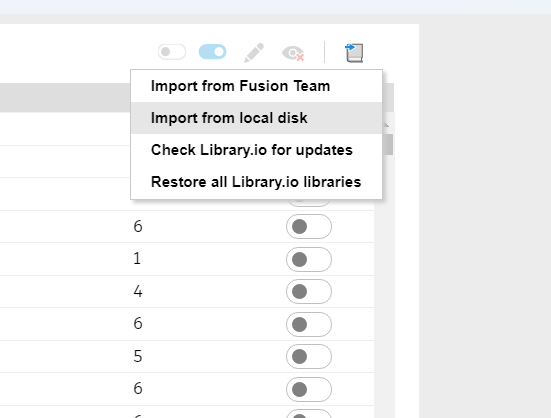 Import from Fusion Team
Import from local disk
Check Library.io for updates
Restore all Library.io libraries
6
1
4
6
5
6